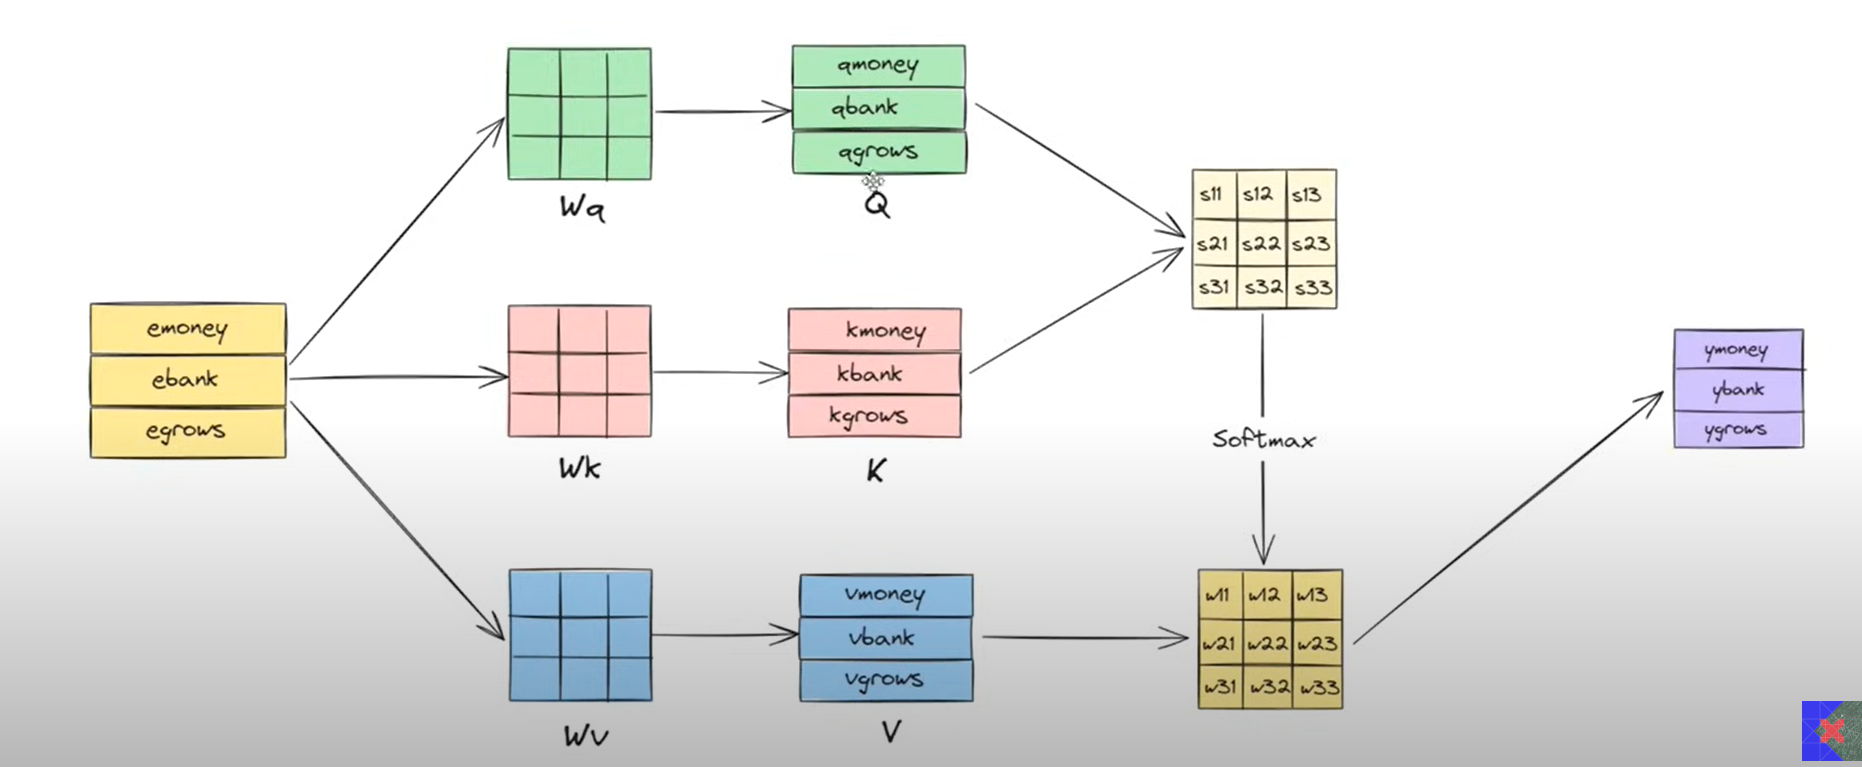 qmoney
qbank
qgrows
Wq
Q
s11 s12 s13
s21 s22 s23
s31 s32 s33
emoney
ebank
egrows
kmoney
kbank
kgrows
Wk
K
Softmax
ymoney
ybank
ygrows
vmoney
vbank
vgrows
Wv
V
w11 w12 w13
w21 w22 w23
w31 w32 w33